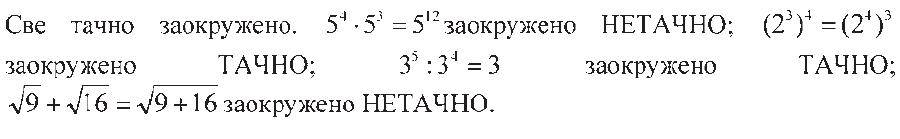 Све тачно заокружено. 5⁴ · 5³ = 5¹² заокружено НЕТАЧНО; (2³)⁴ = (2⁴)³
заокружено ТАЧНО; 3⁵ : 3⁴ = 3 заокружено ТАЧНО;
√9 + √16 = √(9+16) заокружено НЕТАЧНО.